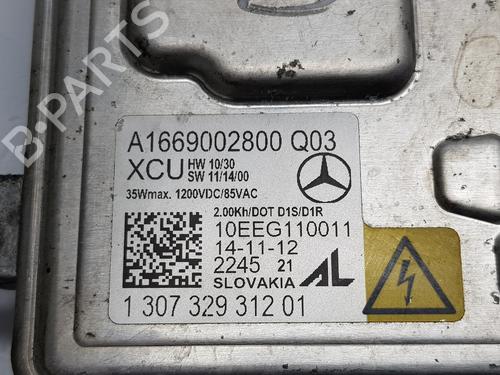 B-PARTS
A1669002800 Q03
XCU HW 10/30
SW 11/14/00
35Wmax. 1200VDC/85VAC
2.00Kh/DOT D1S/D1R
10EEG110011
14-11-12
2245 21
SLOVAKIA AL
1 307 329 312 01